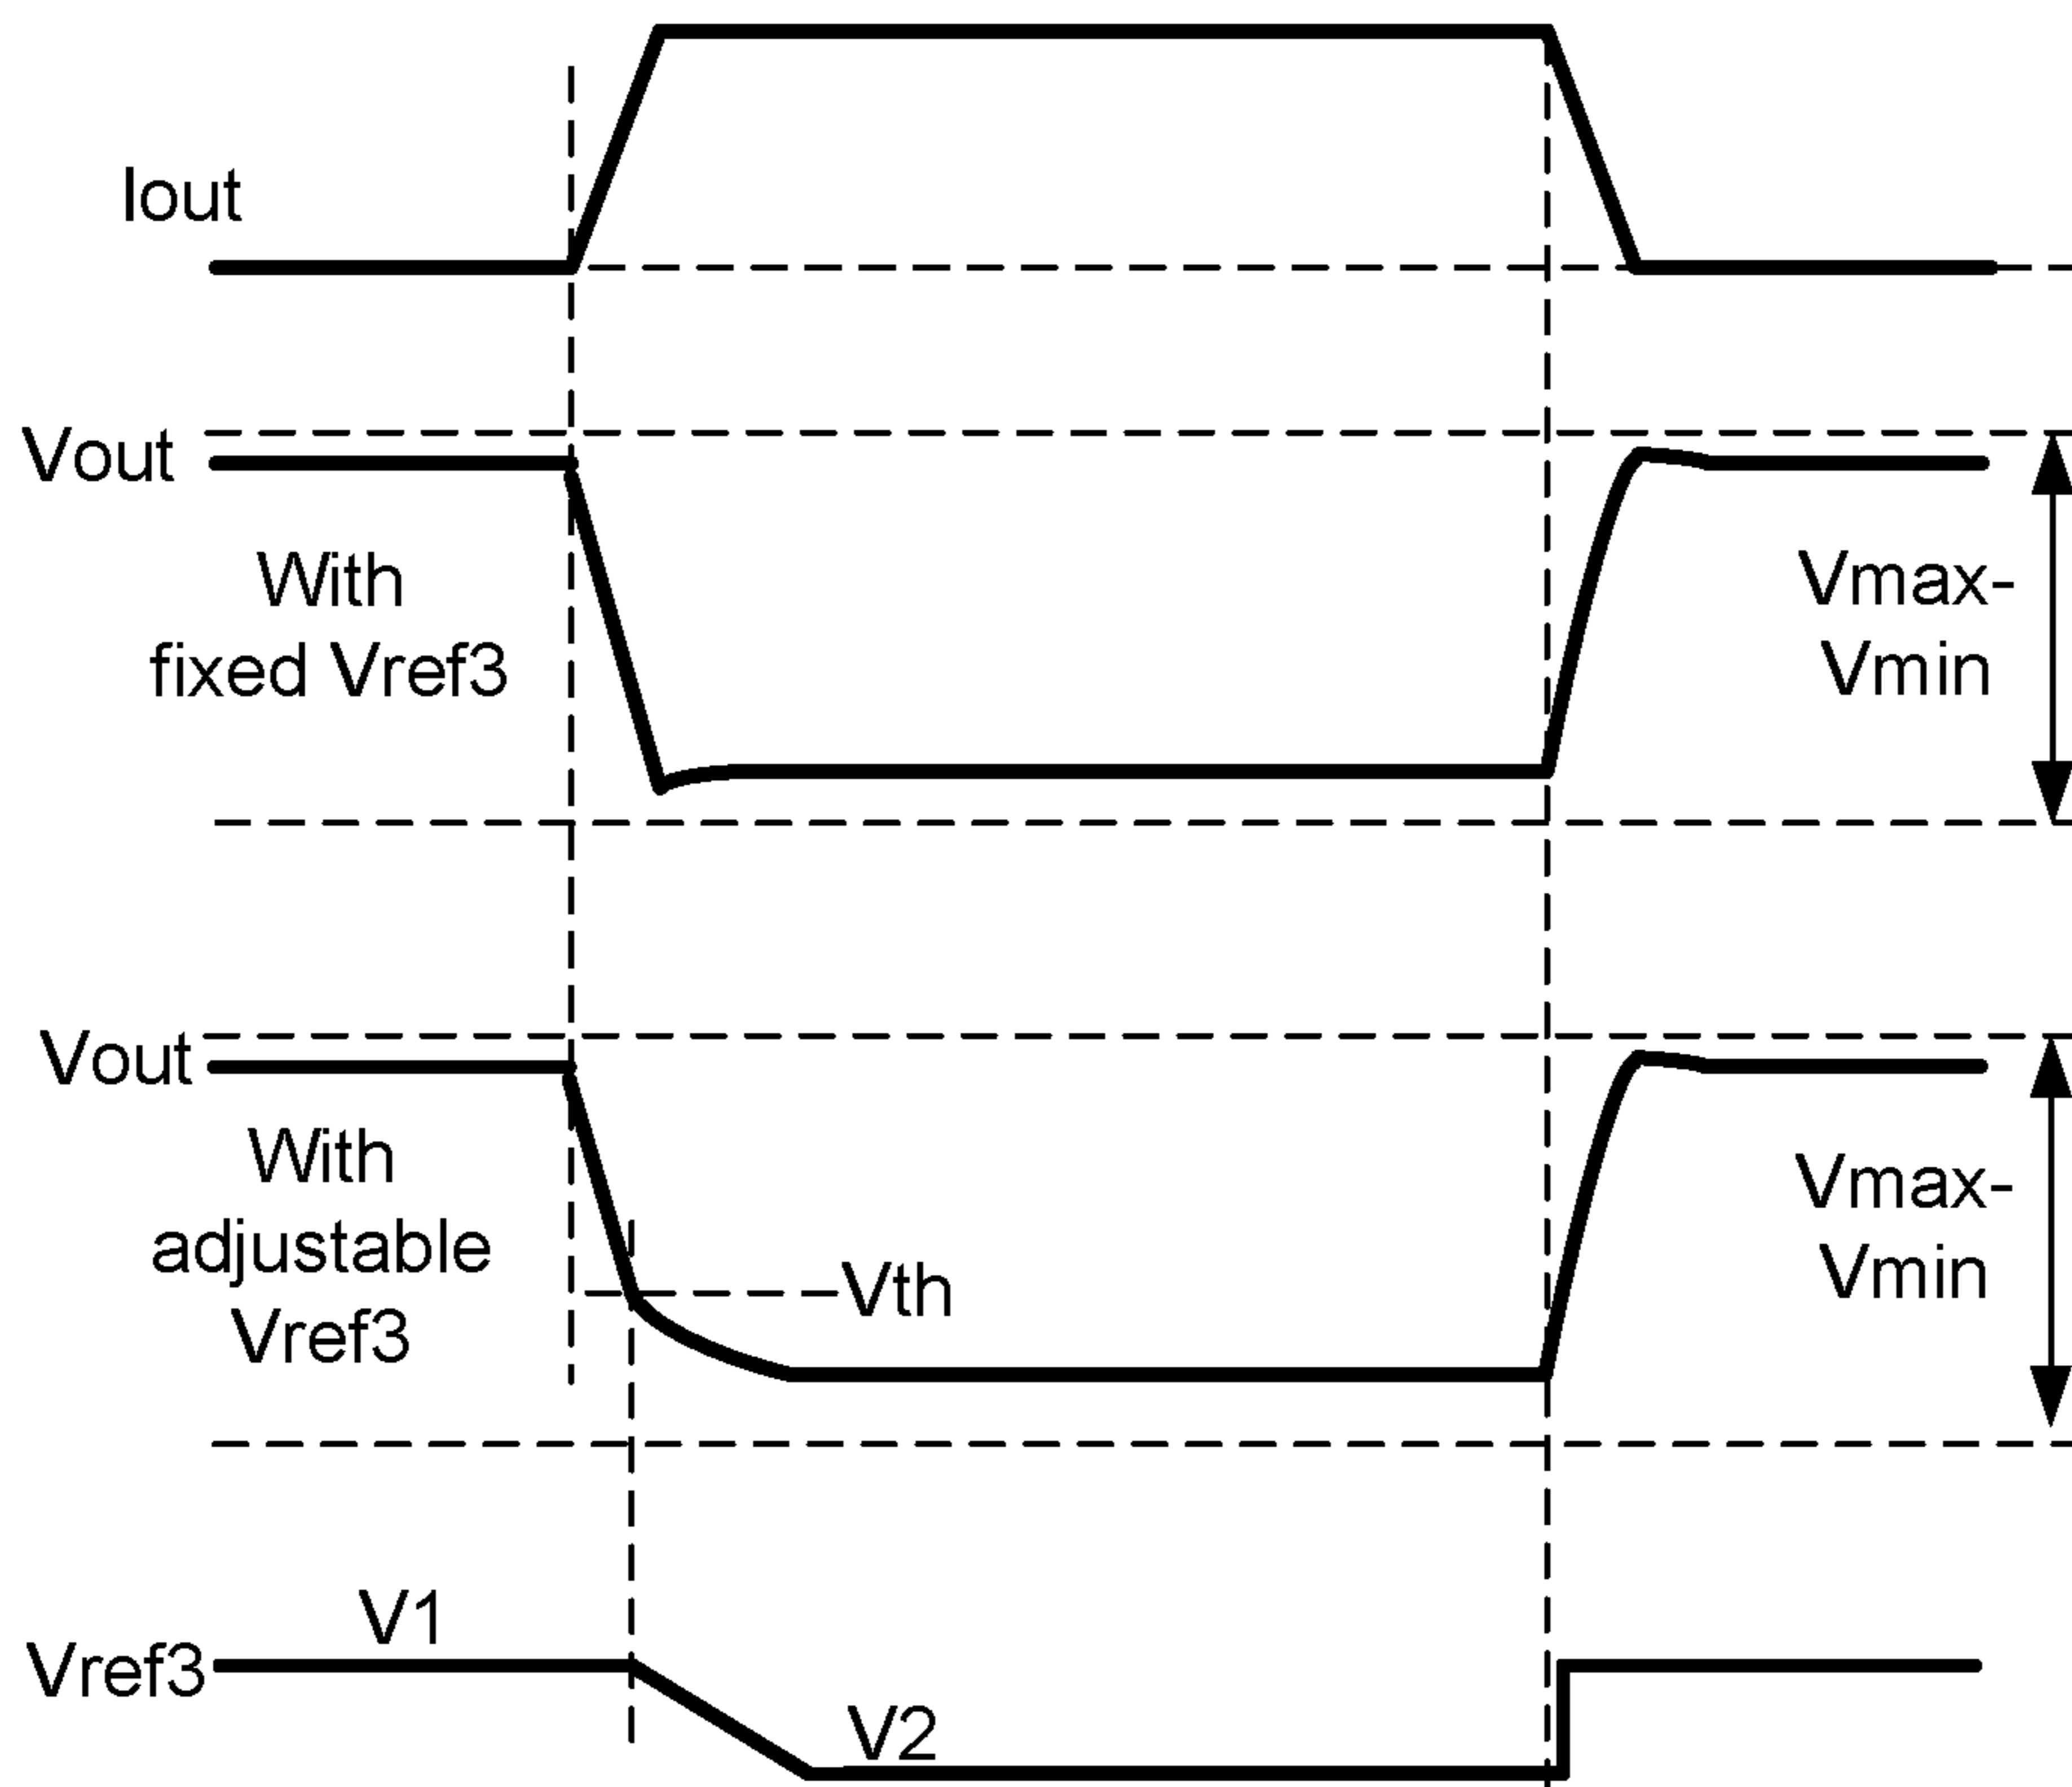 Iout
Vout
With
fixed Vref3
Vmax-
Vmin
Vout
With
adjustable
Vref3
Vth
Vmax-
Vmin
V1
Vref3
V2